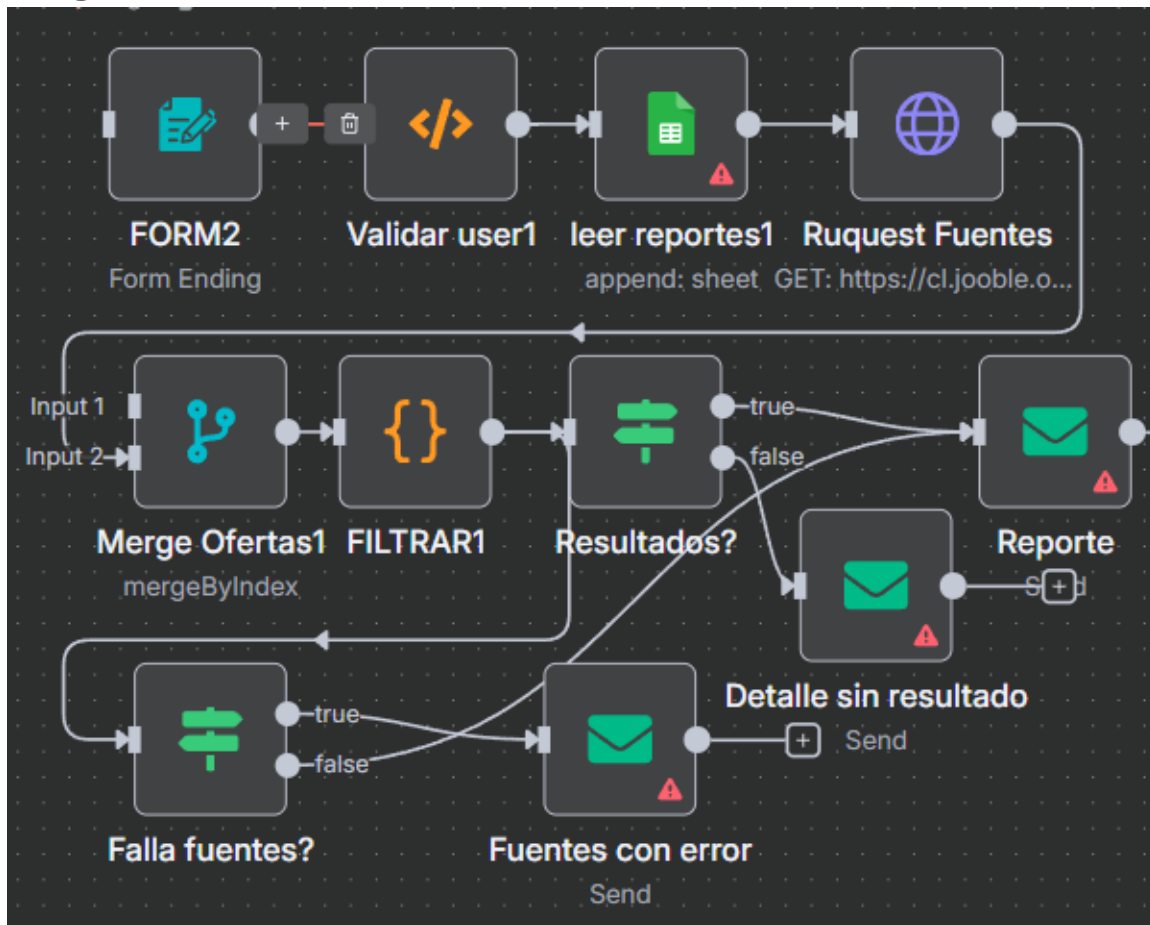 FORM2
Form Ending
Validar user1
leer reportes1
append: sheet
Ruquest Fuentes
GET: https://cl.jooble.o...
Input 1
Input 2
Merge Ofertas1
mergeByIndex
FILTRAR1
Resultados?
true
false
Reporte
Detalle sin resultado
Send
Falla fuentes?
true
false
Fuentes con error
Send